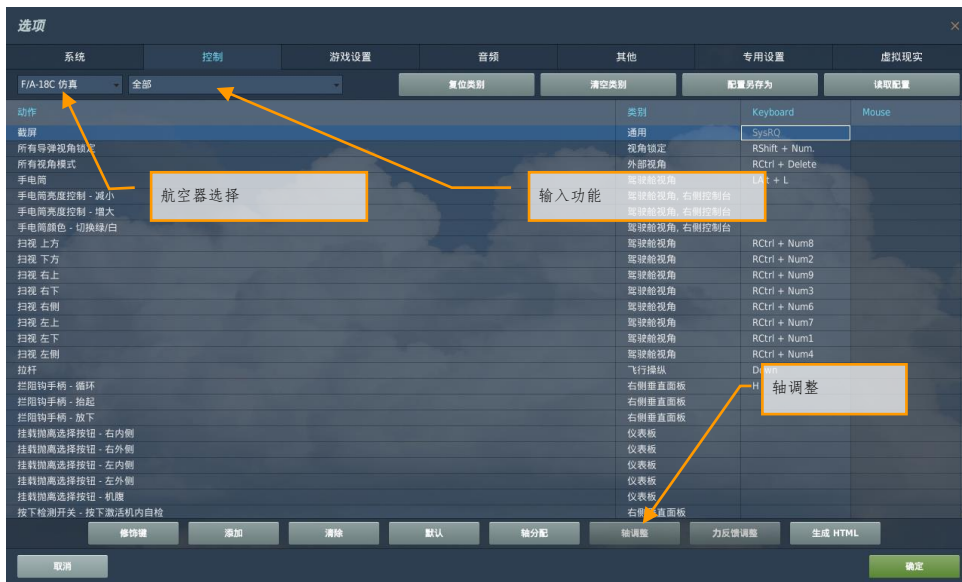 选项
系统 控制 游戏设置 音频 其他 专用设置 虚拟现实
F/A-18C 仿真 全部 复位类别 清空类别 配置另存为 读取配置
动作 类别 Keyboard Mouse
截屏 通用 SysRQ
所有导弹视角锁定 视角锁定 RShift + Num.
所有视角模式 外部视角 RCtrl + Delete
手电筒 驾驶舱视角 LAlt + L
手电筒亮度控制 - 减小 驾驶舱视角, 右侧控制台
航空器选择 输入功能
手电筒亮度控制 - 增大 驾驶舱视角, 右侧控制台
手电筒颜色 - 切换绿/白 驾驶舱视角, 右侧控制台
扫视 上方 驾驶舱视角 RCtrl + Num8
扫视 下方 驾驶舱视角 RCtrl + Num2
扫视 右上 驾驶舱视角 RCtrl + Num9
扫视 右下 驾驶舱视角 RCtrl + Num3
扫视 右侧 驾驶舱视角 RCtrl + Num6
扫视 左上 驾驶舱视角 RCtrl + Num7
扫视 左下 驾驶舱视角 RCtrl + Num1
扫视 左侧 驾驶舱视角 RCtrl + Num4
拉杆 飞行操纵 Down
拦阻钩手柄 - 循环 右侧垂直面板 H
轴调整
拦阻钩手柄 - 抬起 右侧垂直面板
拦阻钩手柄 - 放下 右侧垂直面板
挂载抛离选择按钮 - 右内侧 仪表板
挂载抛离选择按钮 - 右外侧 仪表板
挂载抛离选择按钮 - 左内侧 仪表板
挂载抛离选择按钮 - 左外侧 仪表板
挂载抛离选择按钮 - 机腹 仪表板
按下检测开关 - 按下激活机内自检 右侧垂直面板
修饰键 添加 清除 默认 轴分配 轴调整 力反馈调整 生成 HTML
取消 确定